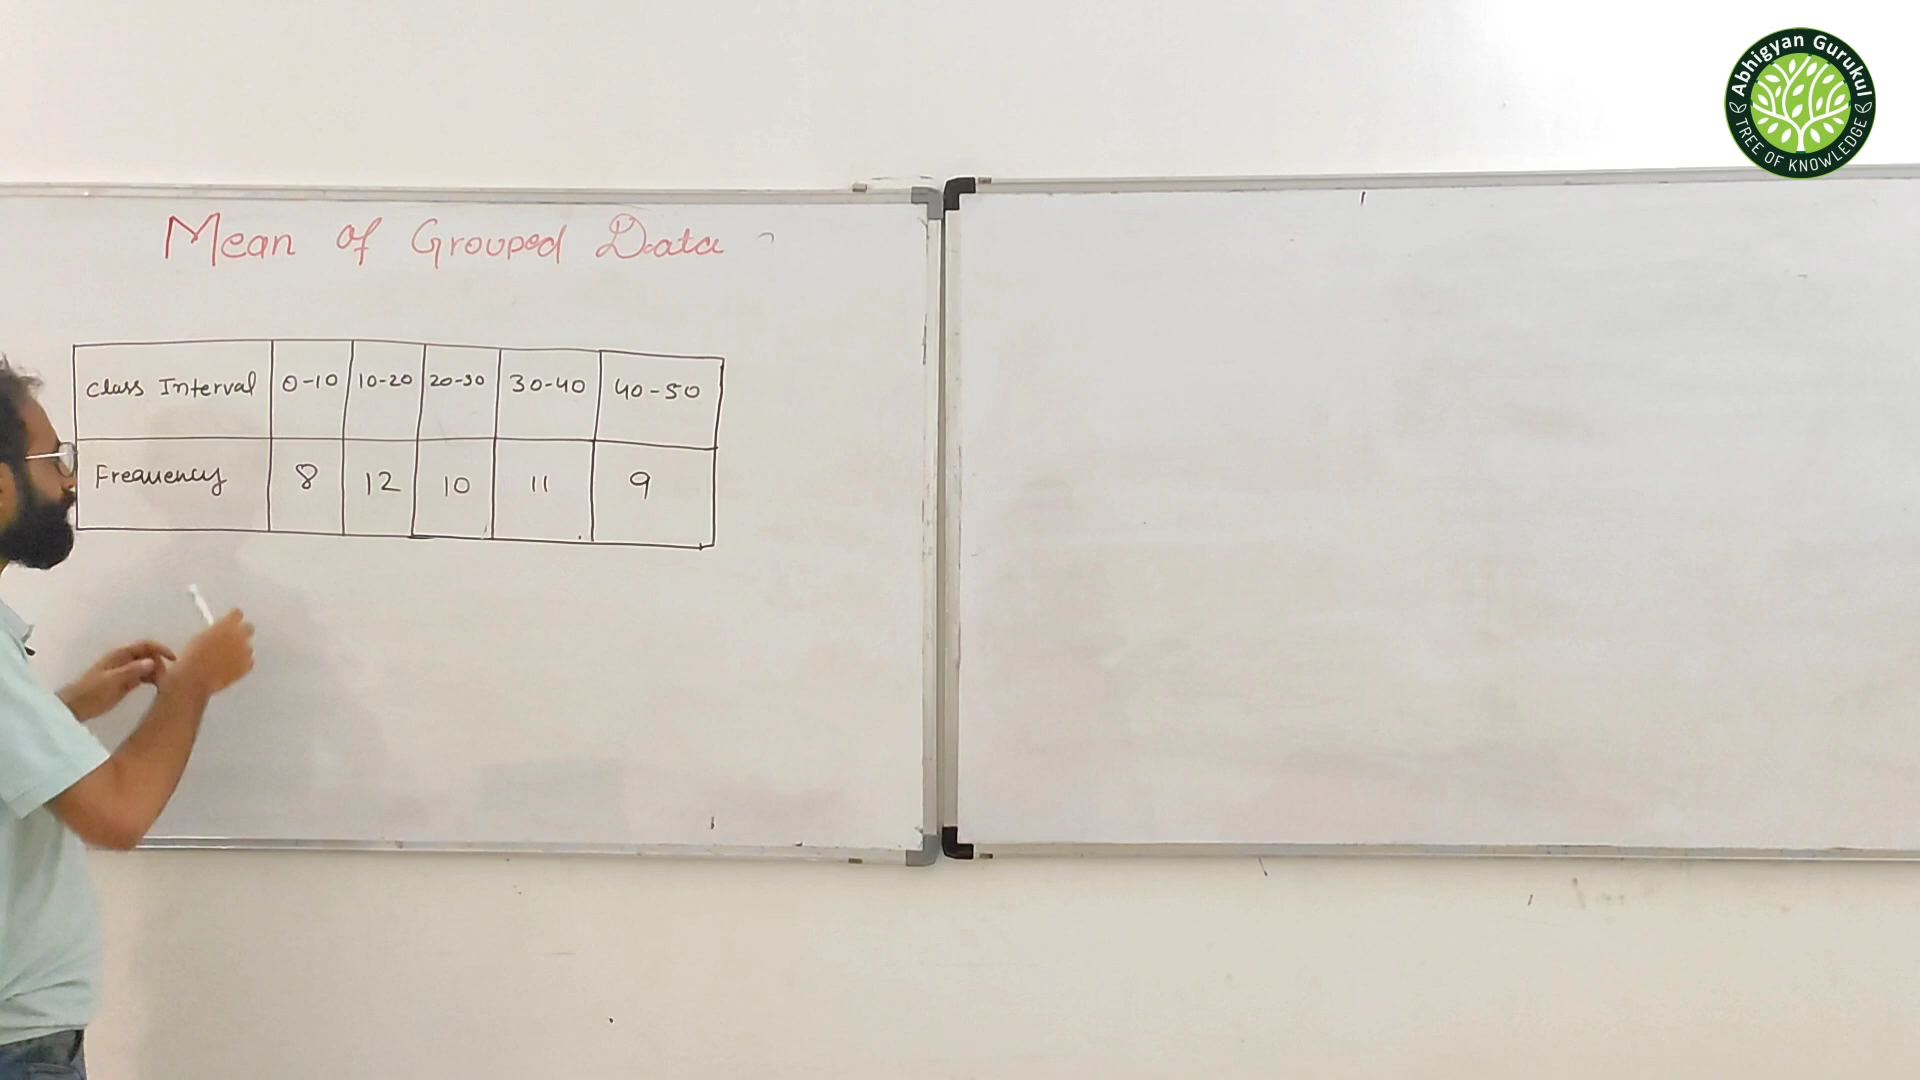 Abhigyan Gurukul
TREE OF KNOWLEDGE
Mean of Grouped Data
Class Interval 0-10 10-20 20-30 30-40 40-50
Frequency 8 12 10 11 9